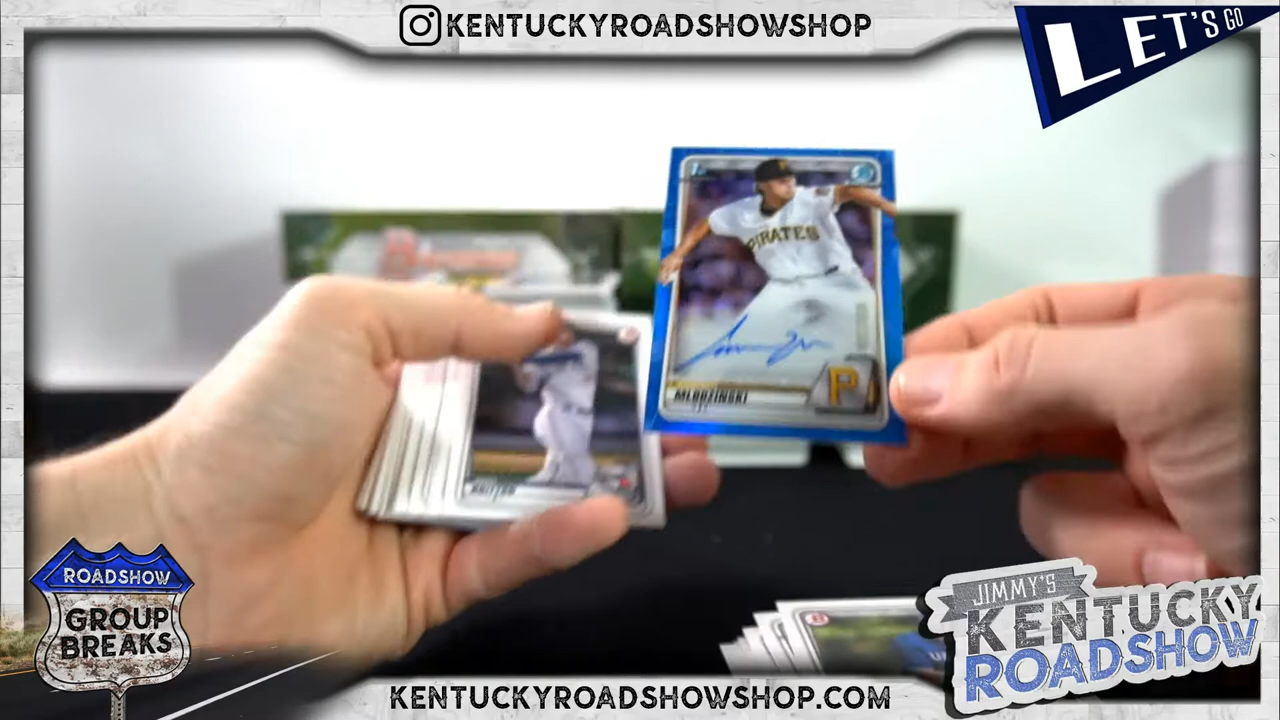 KENTUCKYROADSHOWSHOP
LET'S GO
PIRATES
MLODZINSKI
P
ROADSHOW
GROUP
BREAKS
JIMMY'S
KENTUCKY
ROADSHOW
KENTUCKYROADSHOWSHOP.COM